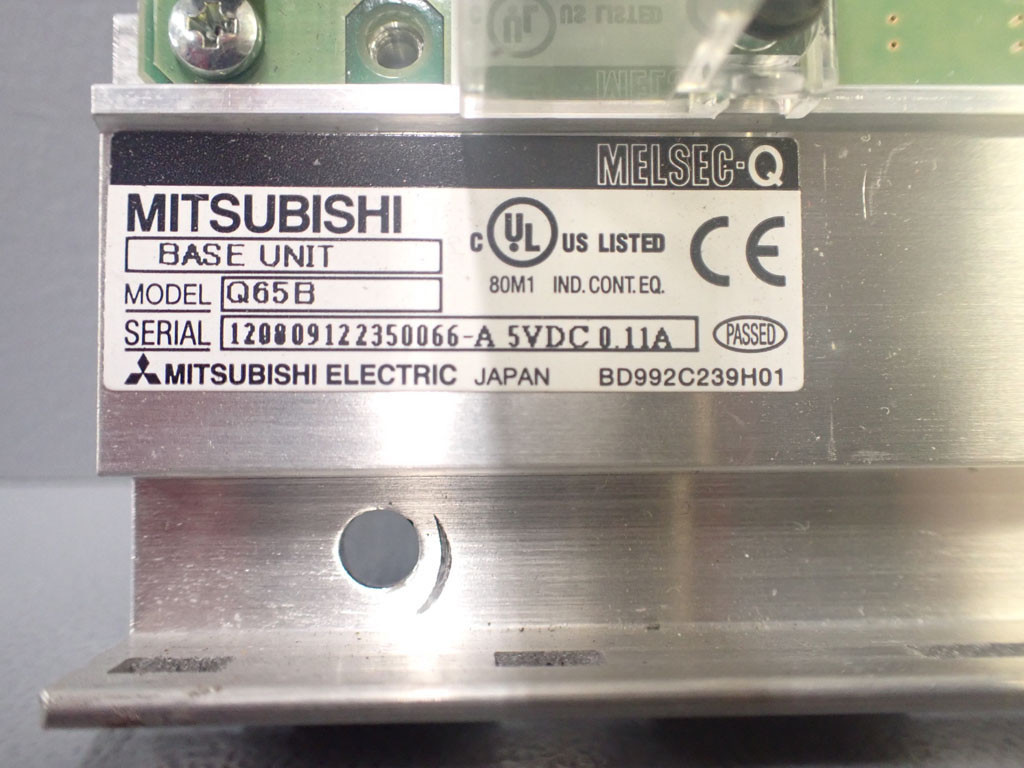 MELSEC-Q
MITSUBISHI
BASE UNIT
C UL US LISTED
CE
80M1 IND. CONT. EQ.
MODEL Q65B
SERIAL 120809122350066-A 5VDC 0.11A
PASSED
MITSUBISHI ELECTRIC JAPAN BD992C239H01